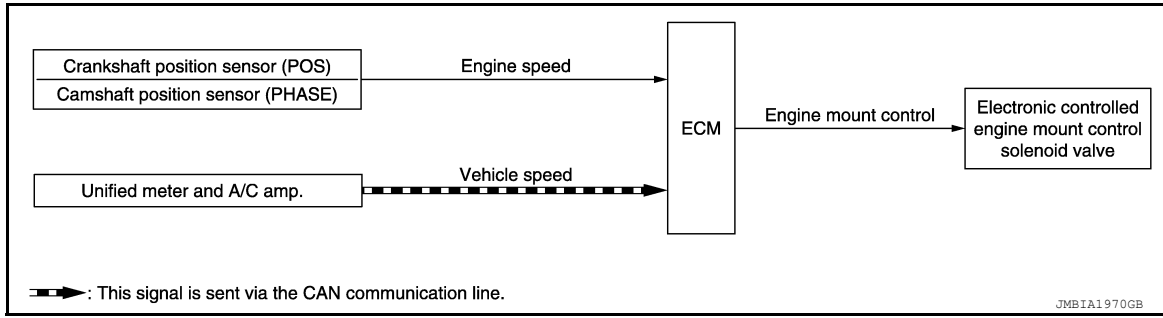 Crankshaft position sensor (POS)
Camshaft position sensor (PHASE)
Engine speed
Unified meter and A/C amp.
Vehicle speed
ECM
Engine mount control
Electronic controlled
engine mount control
solenoid valve
: This signal is sent via the CAN communication line.
JMBIA1970GB